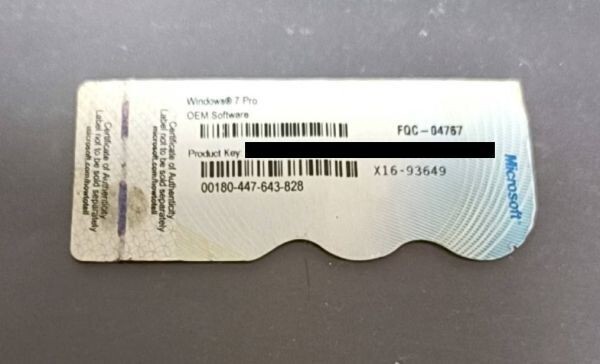 Certificate of Authenticity
Label not to be sold separately
microsoft.com/howtotell
Certificate of Authenticity
Label not to be sold separately
microsoft.com/howtotell
Windows® 7 Pro
OEM Software
FQC-04767
Product Key
X16-93649
00180-447-643-828
Microsoft®